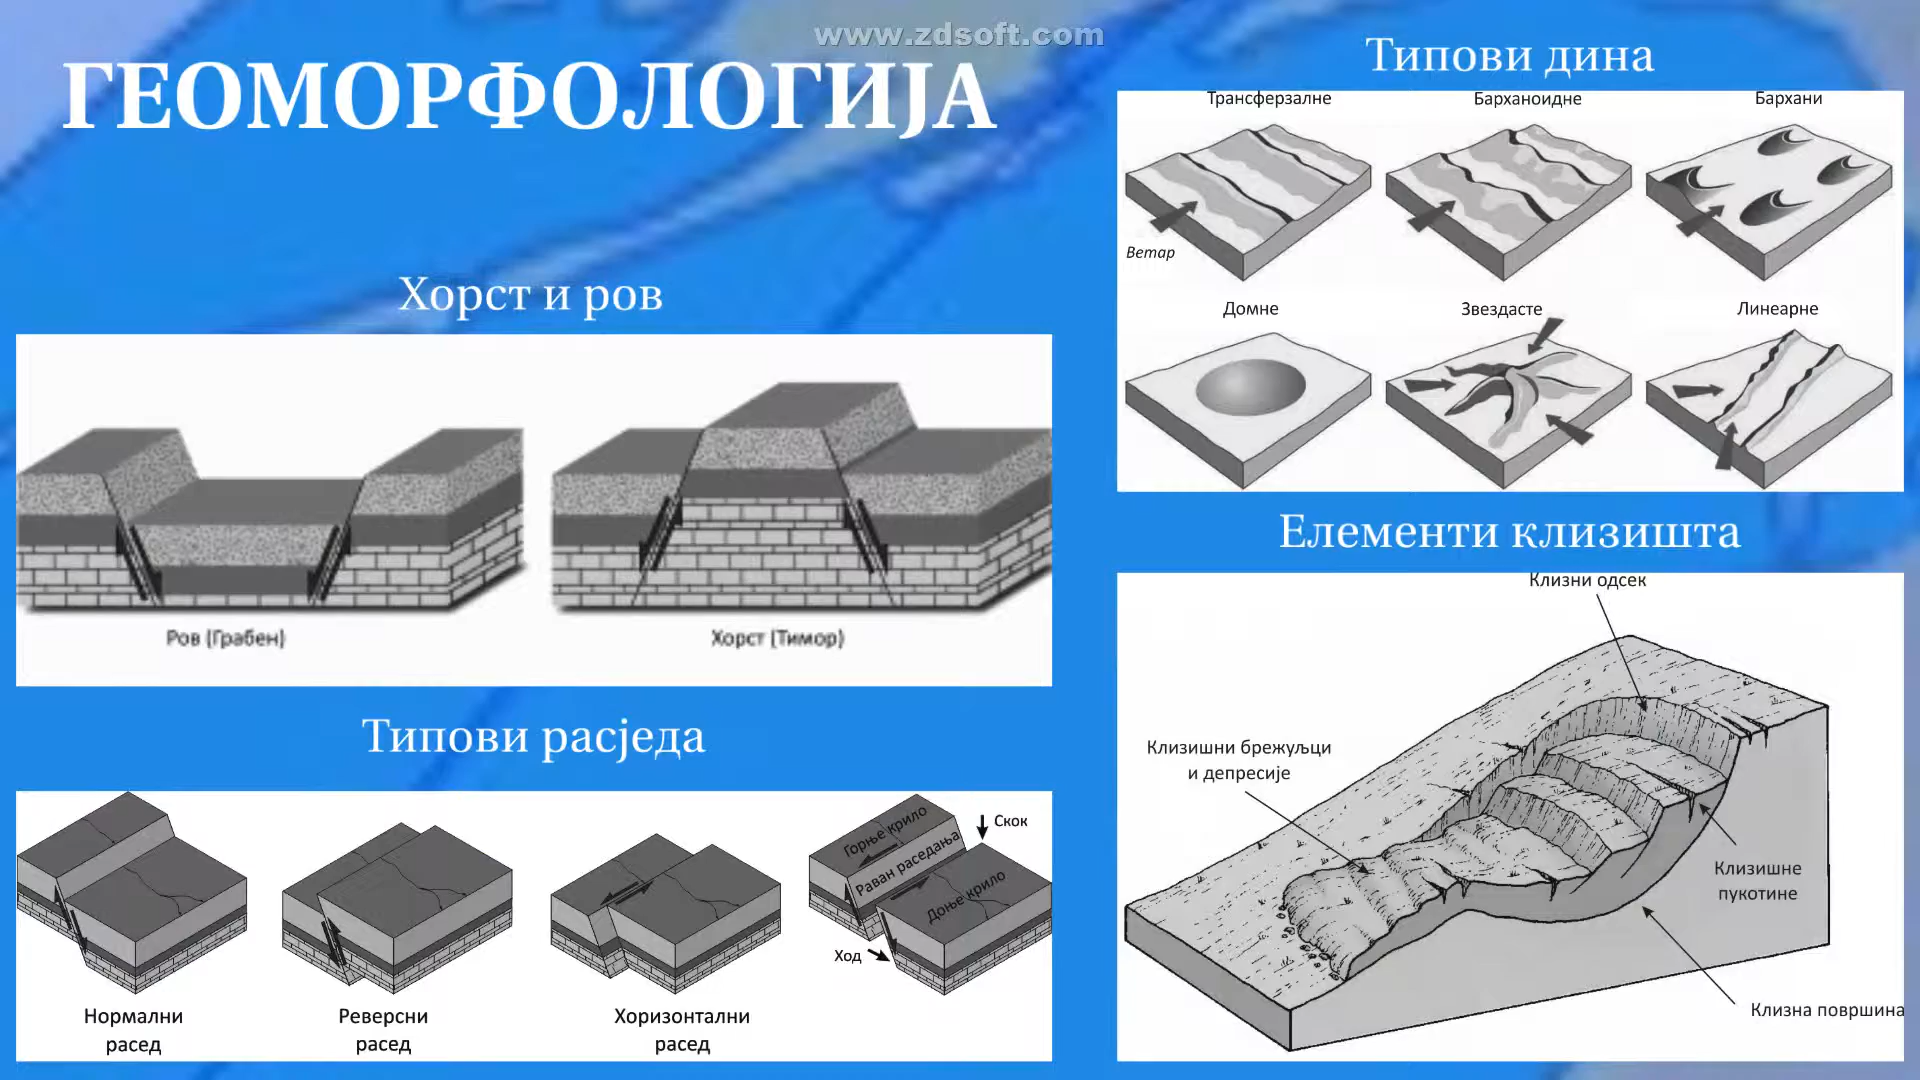 www.zdsoft.com
ГЕОМОРФОЛОГИЈА
Хорст и ров
Ров (Грабен)
Хорст (Тимор)
Типови расједа
Горње крило
Раван раседања
Доње крило
Скок
Ход
Нормални
расед
Реверсни
расед
Хоризонтални
расед
Типови дина
Трансферзалне
Бархапоидне
Бархани
Ветар
Домне
Звездасте
Линеарне
Елементи клизишта
Клизни одсек
Клизишни брежуљци
и депресије
Клизишне
пукотине
Клизна површина